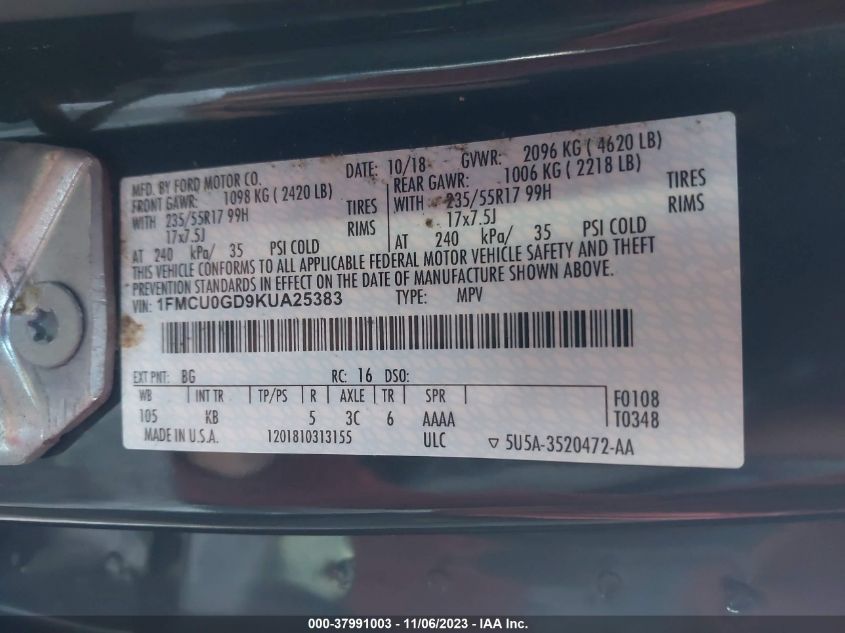 MFD. BY FORD MOTOR CO. DATE: 10/18 GVWR: 2096 KG ( 4620 LB)
FRONT GAWR: 1098 KG ( 2420 LB) REAR GAWR: 1006 KG ( 2218 LB)
WITH 235/55R17 99H TIRES WITH 235/55R17 99H TIRES
17x7.5J RIMS 17x7.5J RIMS
AT 240 kPa/ 35 PSI COLD AT 240 kPa/ 35 PSI COLD
THIS VEHICLE CONFORMS TO ALL APPLICABLE FEDERAL MOTOR VEHICLE SAFETY AND THEFT
PREVENTION STANDARDS IN EFFECT ON THE DATE OF MANUFACTURE SHOWN ABOVE.
VIN: 1FMCU0GD9KUA25383 TYPE: MPV
EXT PNT: BG RC: 16 DSO:
WB INT TR TP/PS R AXLE TR SPR F0108
105 KB 5 3C 6 AAAA T0348
MADE IN U.S.A. 1201810313155 ULC ▽ 5U5A-3520472-AA
000-37991003 - 11/06/2023 - IAA Inc.